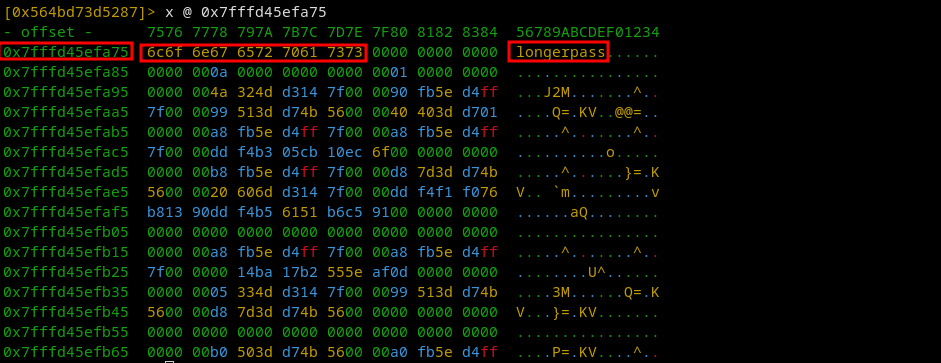 [0x564bd73d5287]> x @ 0x7fffd45efa75
- offset -       7576 7778 797A 7B7C 7D7E 7F80 8182 8384  56789ABCDEF01234
0x7fffd45efa75  6c6f 6e67 6572 7061 7373 0000 0000 0000  longerpass......
0x7fffd45efa85  0000 000a 0000 0000 0000 0001 0000 0000  ................
0x7fffd45efa95  0000 004a 324d d314 7f00 0090 fb5e d4ff  ...J2M.......^..
0x7fffd45efaa5  7f00 0099 513d d74b 5600 0040 403d d701  ....Q=.KV..@@=..
0x7fffd45efab5  0000 00a8 fb5e d4ff 7f00 00a8 fb5e d4ff  .....^.......^..
0x7fffd45efac5  7f00 00dd f4b3 05cb 10ec 6f00 0000 0000  ..........o.....
0x7fffd45efad5  0000 00b8 fb5e d4ff 7f00 00d8 7d3d d74b  .....^......}=.K
0x7fffd45efae5  5600 0020 606d d314 7f00 00dd f4f1 f076  V.. `m.........v
0x7fffd45efaf5  b813 90dd f4b5 6151 b6c5 9100 0000 0000  ......aQ........
0x7fffd45efb05  0000 0000 0000 0000 0000 0000 0000 0000  ................
0x7fffd45efb15  0000 00a8 fb5e d4ff 7f00 00a8 fb5e d4ff  .....^.......^..
0x7fffd45efb25  7f00 0000 14ba 17b2 555e af0d 0000 0000  ........U^......
0x7fffd45efb35  0000 0005 334d d314 7f00 0099 513d d74b  ....3M......Q=.K
0x7fffd45efb45  5600 00d8 7d3d d74b 5600 0000 0000 0000  V...}=.KV.......
0x7fffd45efb55  0000 0000 0000 0000 0000 0000 0000 0000  ................
0x7fffd45efb65  0000 00b0 503d d74b 5600 00a0 fb5e d4ff  ....P=.KV....^..